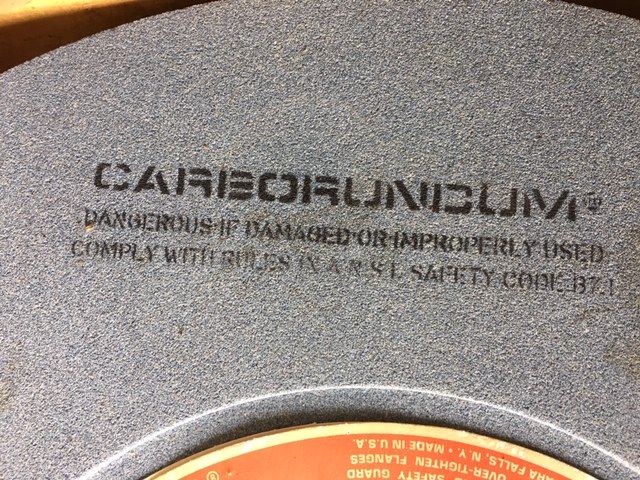 CARBORUNDUM®
DANGEROUS IF DAMAGED OR IMPROPERLY USED
COMPLY WITH RULES IN A.N.S.I. SAFETY CODE B7.1
ARA FALLS, N.Y. • MADE IN U.S.A.
OVER-TIGHTEN FLANGES
SAFETY GUARD